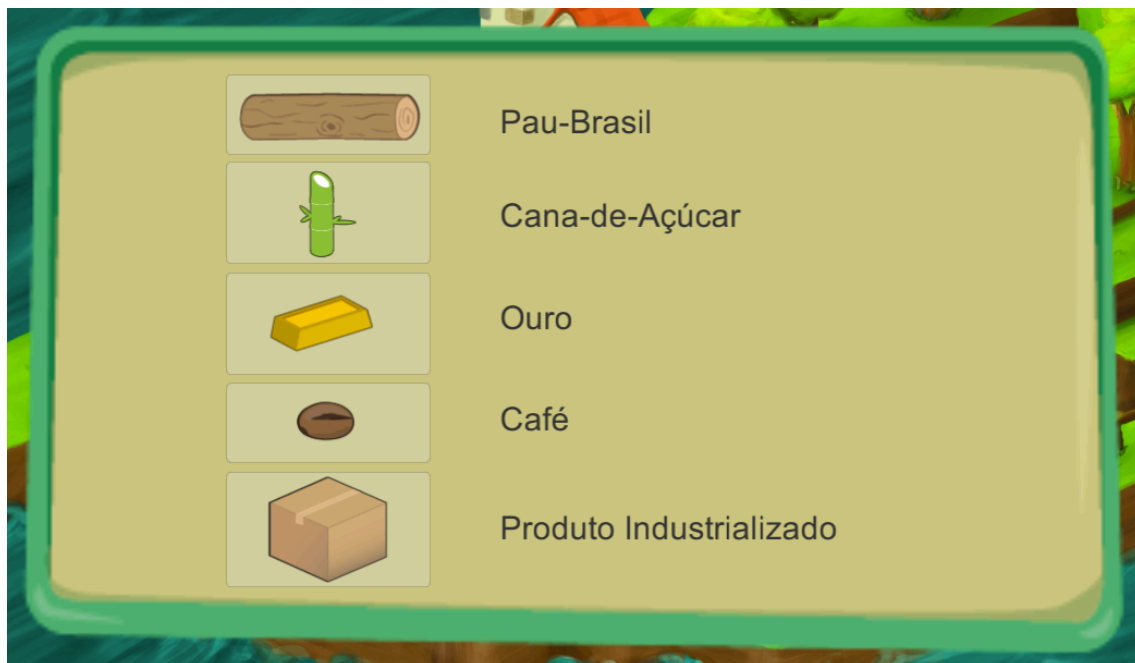 Pau-Brasil
Cana-de-Açúcar
Ouro
Café
Produto Industrializado